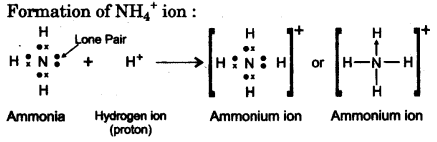 Formation of NH₄⁺ ion :
H Lone Pair H + H
H N + H⁺ H N H or H—N—H +
H H H
Ammonia Hydrogen ion Ammonium ion Ammonium ion
(proton)